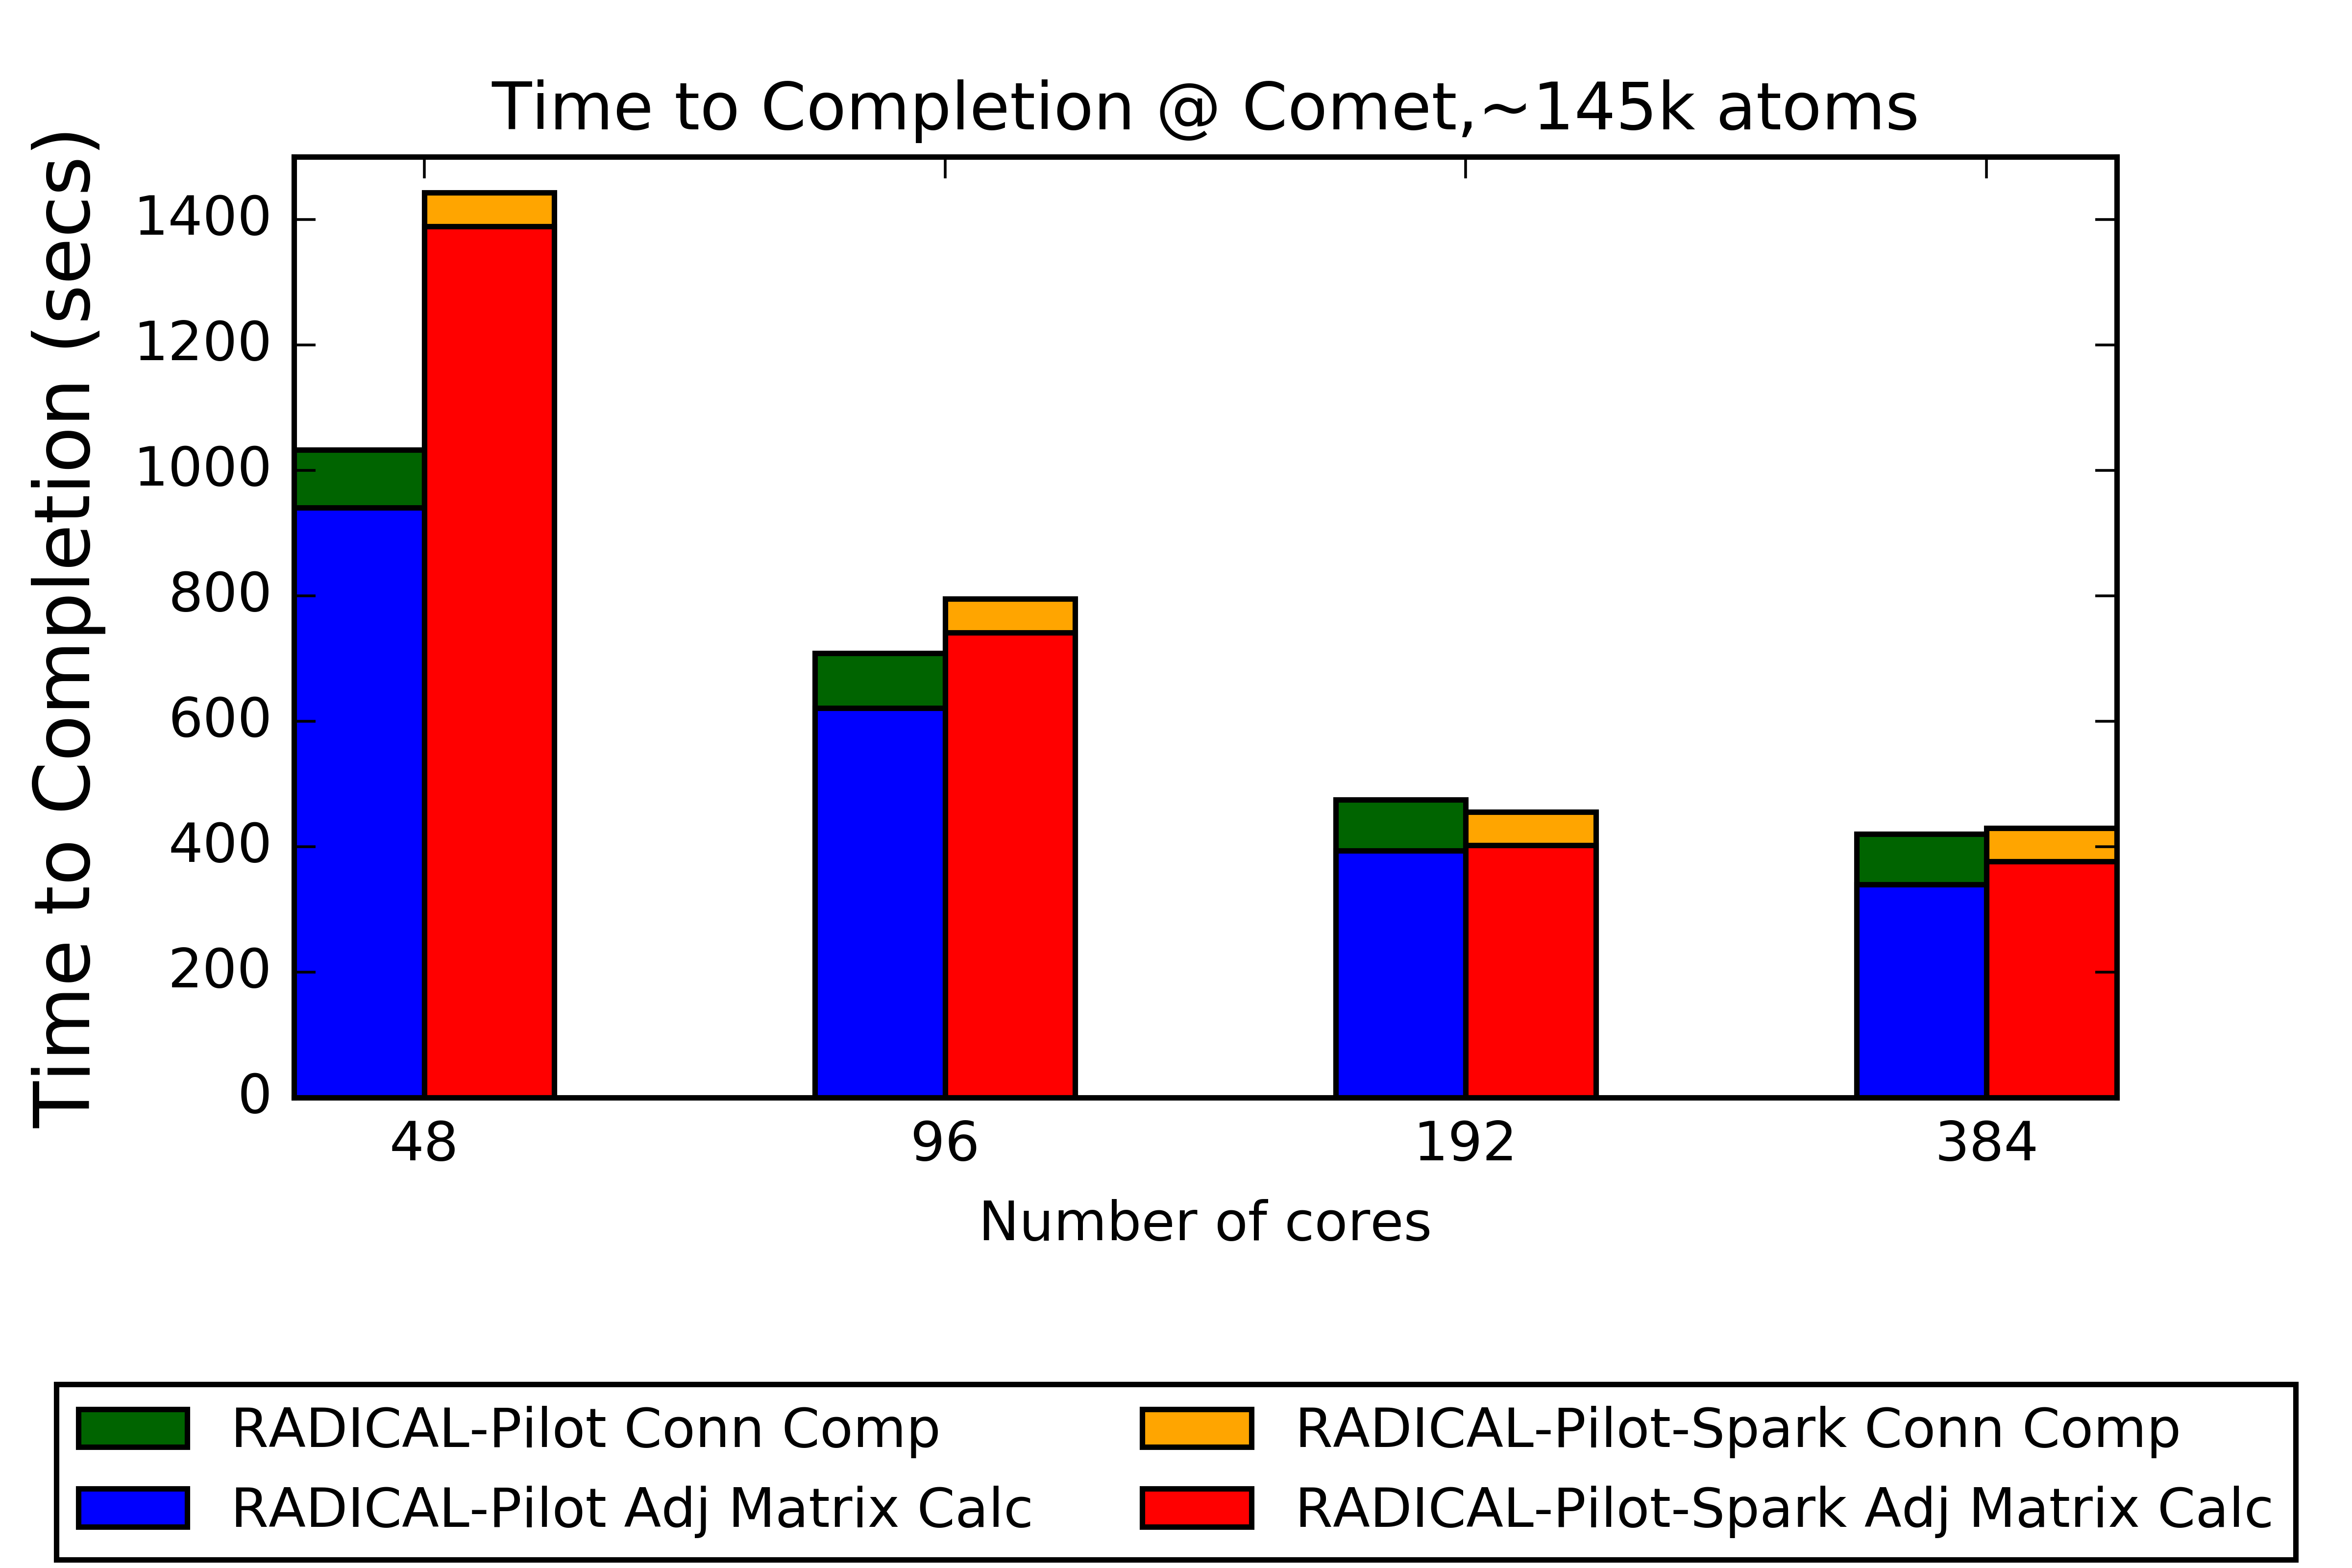 Time to Completion @ Comet,~145k atoms
Time to Completion (secs)
1400
1200
1000
800
600
400
200
0
48 96 192 384
Number of cores
RADICAL-Pilot Conn Comp
RADICAL-Pilot Adj Matrix Calc
RADICAL-Pilot-Spark Conn Comp
RADICAL-Pilot-Spark Adj Matrix Calc